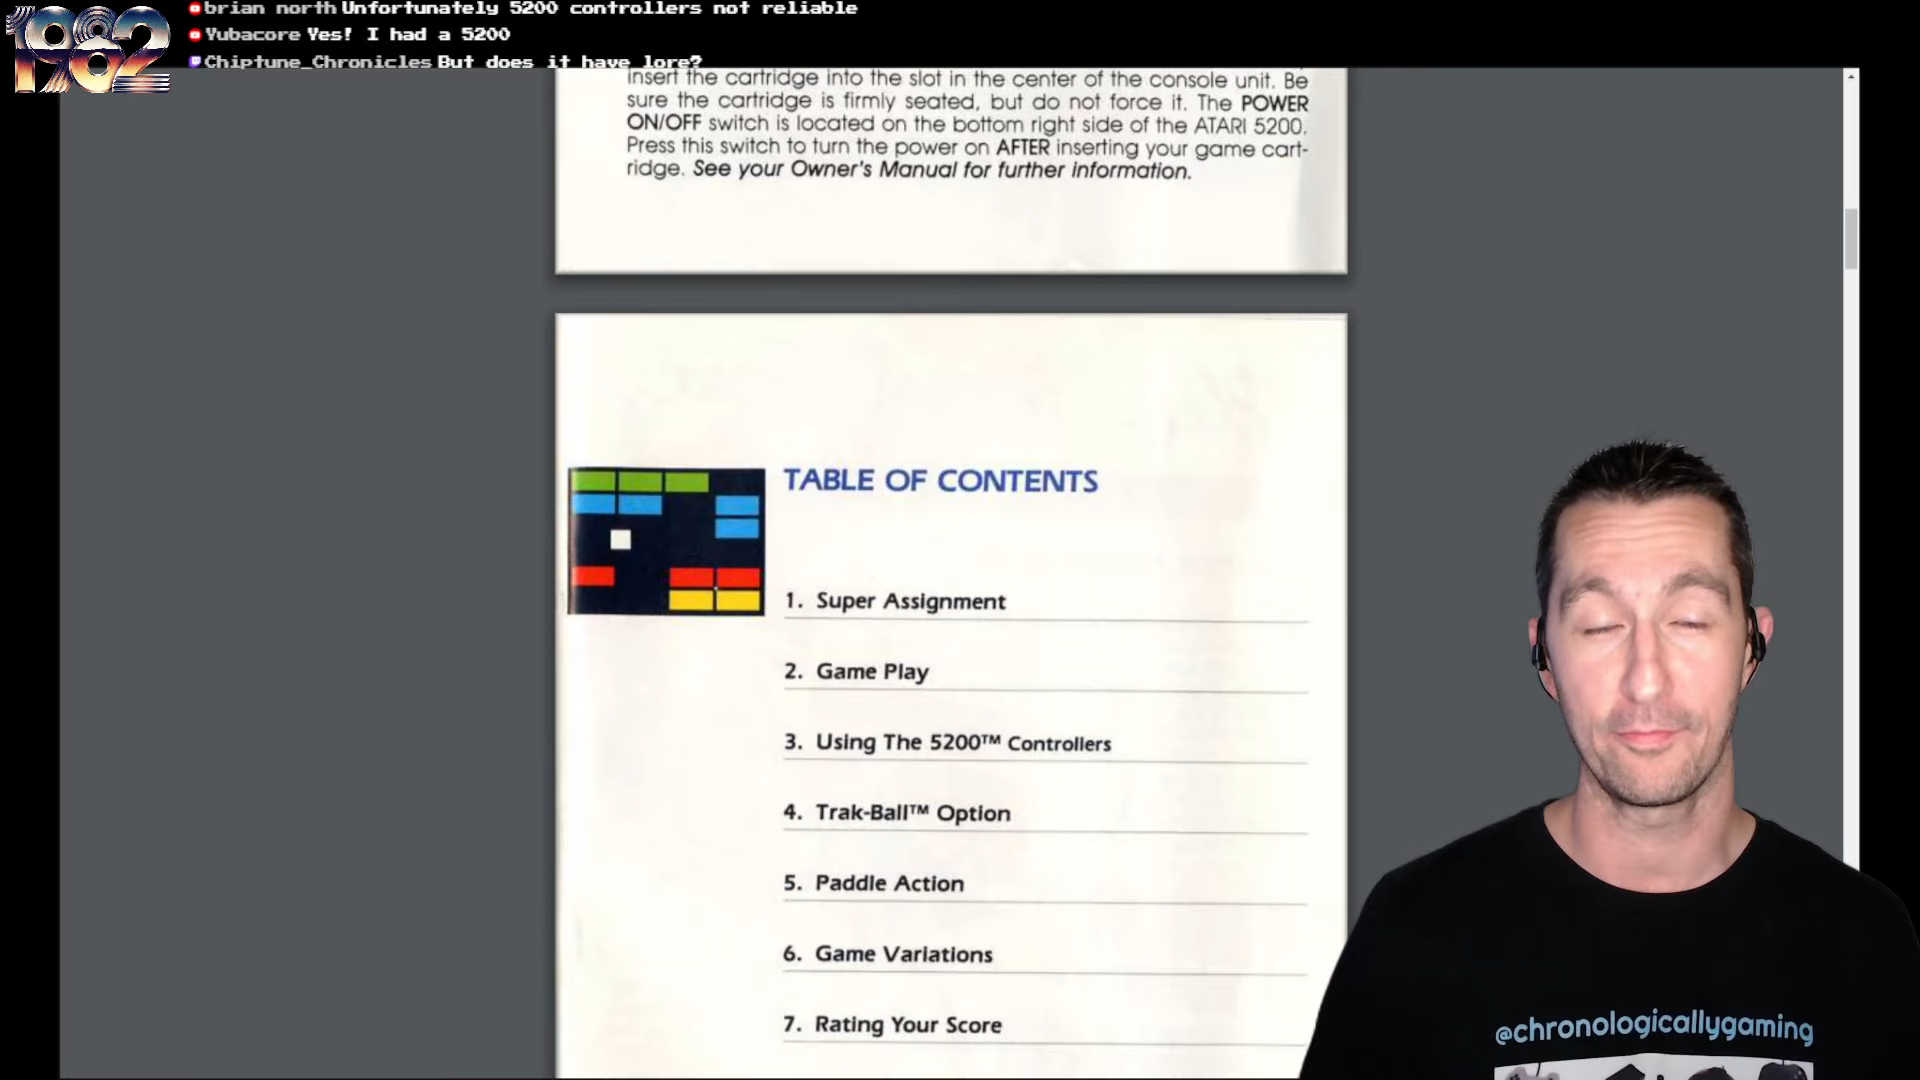 1982
brian north Unfortunately 5200 controllers not reliable
Yubacore Yes! I had a 5200
Chiptune_Chronicles But does it have lore?
insert the cartridge into the slot in the center of the console unit. Be
sure the cartridge is firmly seated, but do not force it. The POWER
ON/OFF switch is located on the bottom right side of the ATARI 5200.
Press this switch to turn the power on AFTER inserting your game cart-
ridge. See your Owner's Manual for further information.
TABLE OF CONTENTS
1. Super Assignment
2. Game Play
3. Using The 5200™ Controllers
4. Trak-Ball™ Option
5. Paddle Action
6. Game Variations
7. Rating Your Score
@chronologicallygaming